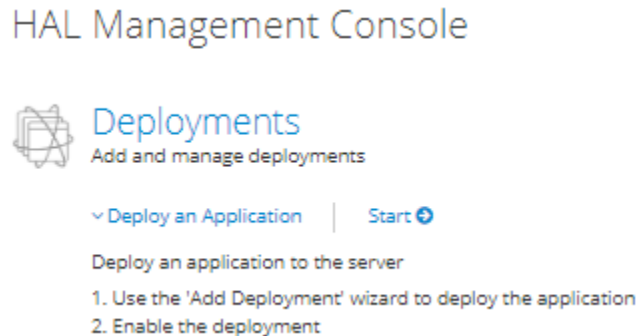 HAL Management Console
Deployments
Add and manage deployments
Deploy an Application Start
Deploy an application to the server
1. Use the 'Add Deployment' wizard to deploy the application
2. Enable the deployment